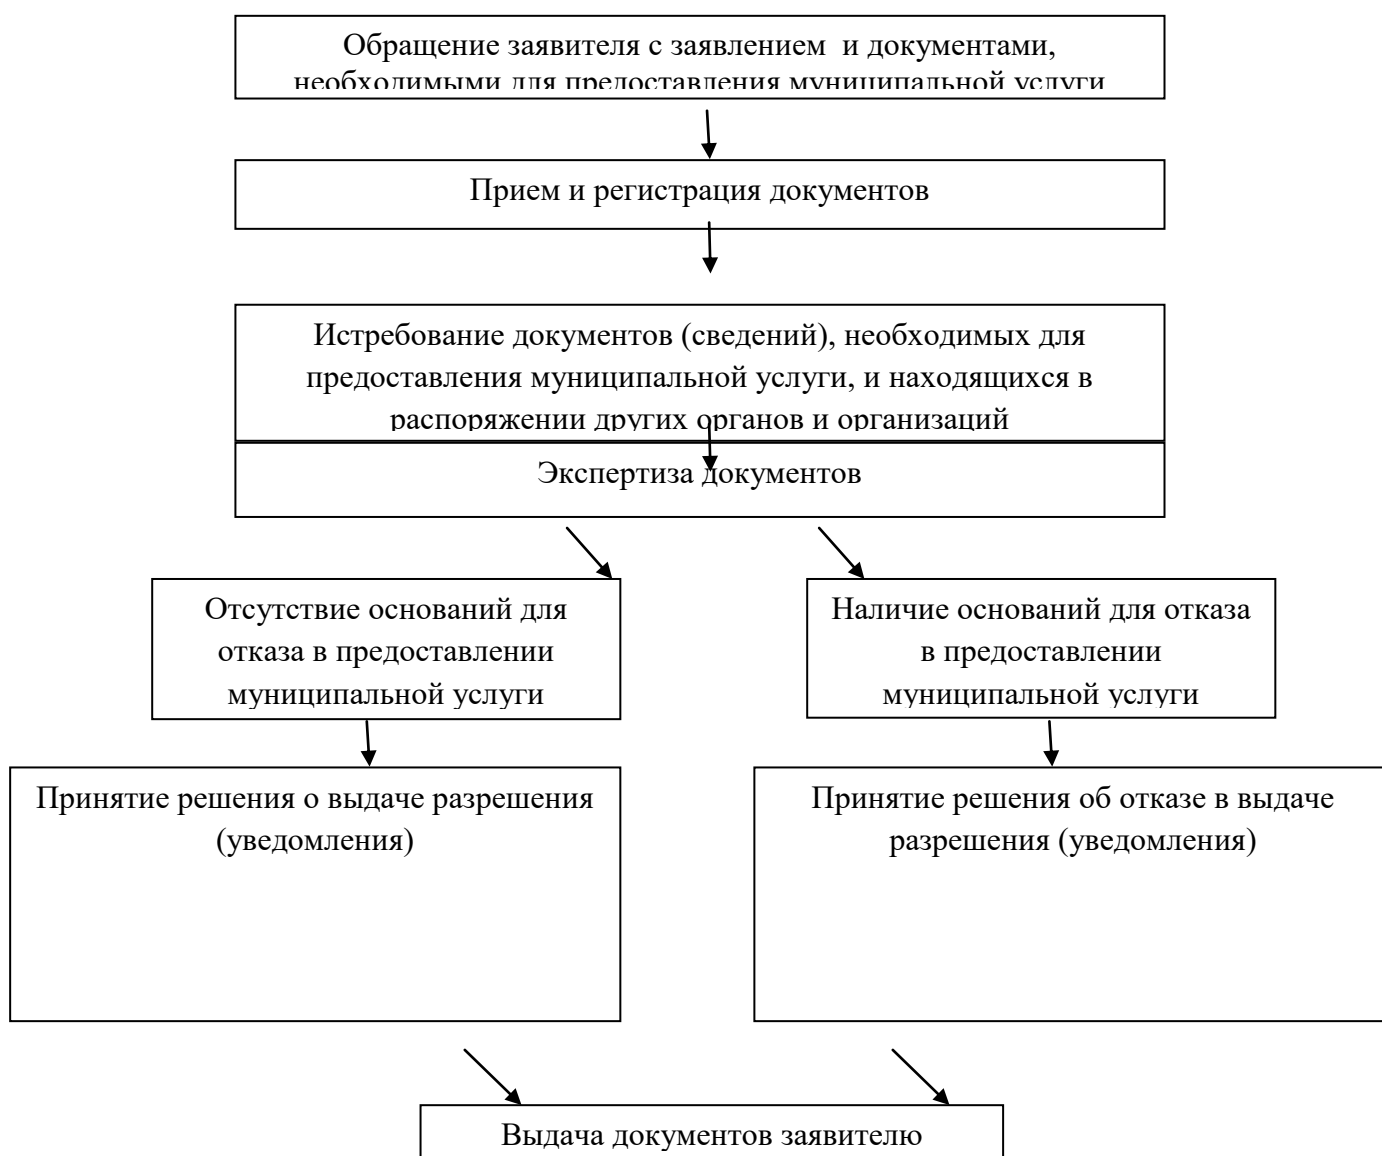 Обращение заявителя с заявлением и документами,
необходимыми для предоставления муниципальной услуги
Прием и регистрация документов
Истребование документов (сведений), необходимых для
предоставления муниципальной услуги, и находящихся в
распоряжении других органов и организаций
Экспертиза документов
Отсутствие оснований для
отказа в предоставлении
муниципальной услуги
Наличие оснований для отказа
в предоставлении
муниципальной услуги
Принятие решения о выдаче разрешения
(уведомления)
Принятие решения об отказе в выдаче
разрешения (уведомления)
Выдача документов заявителю